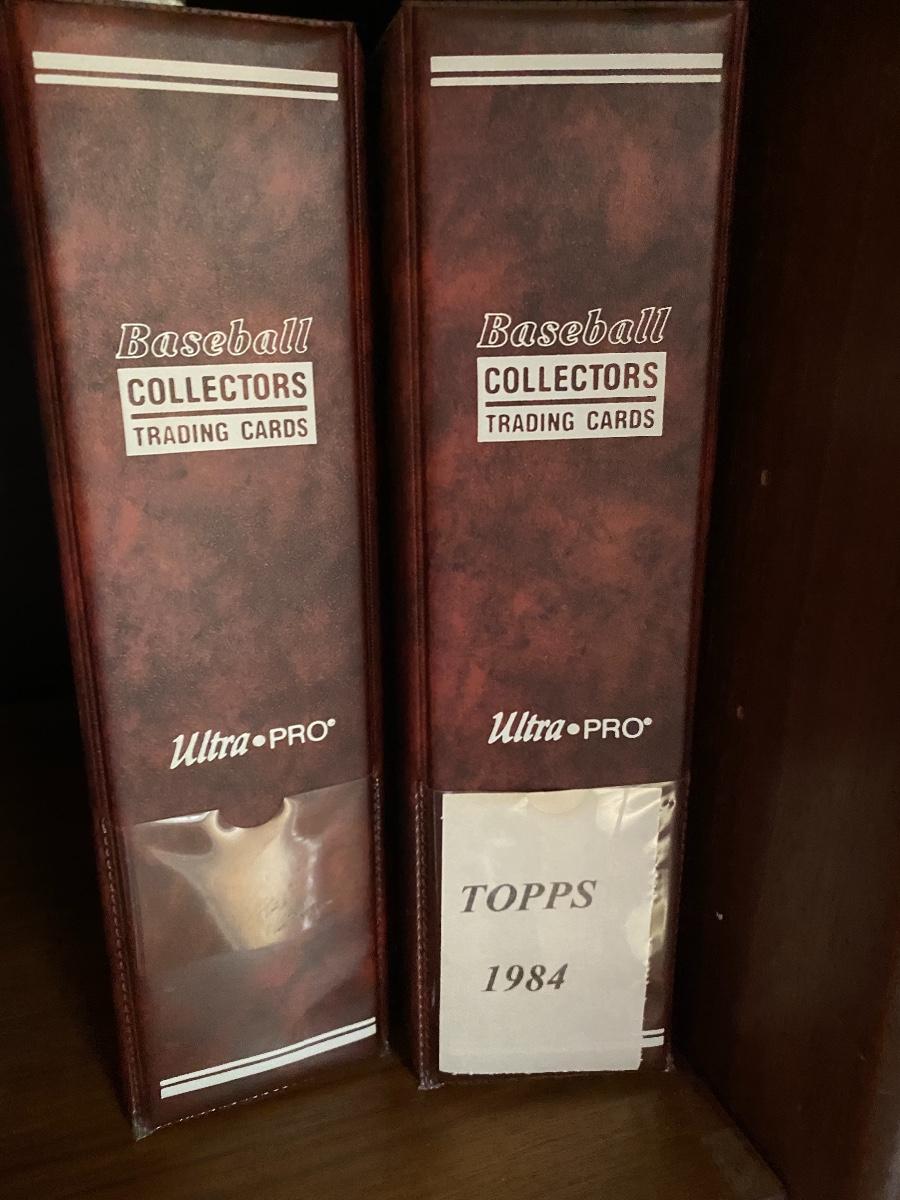 Baseball
COLLECTORS
TRADING CARDS
Ultra•PRO®
Baseball
COLLECTORS
TRADING CARDS
Ultra•PRO®
TOPPS
1984